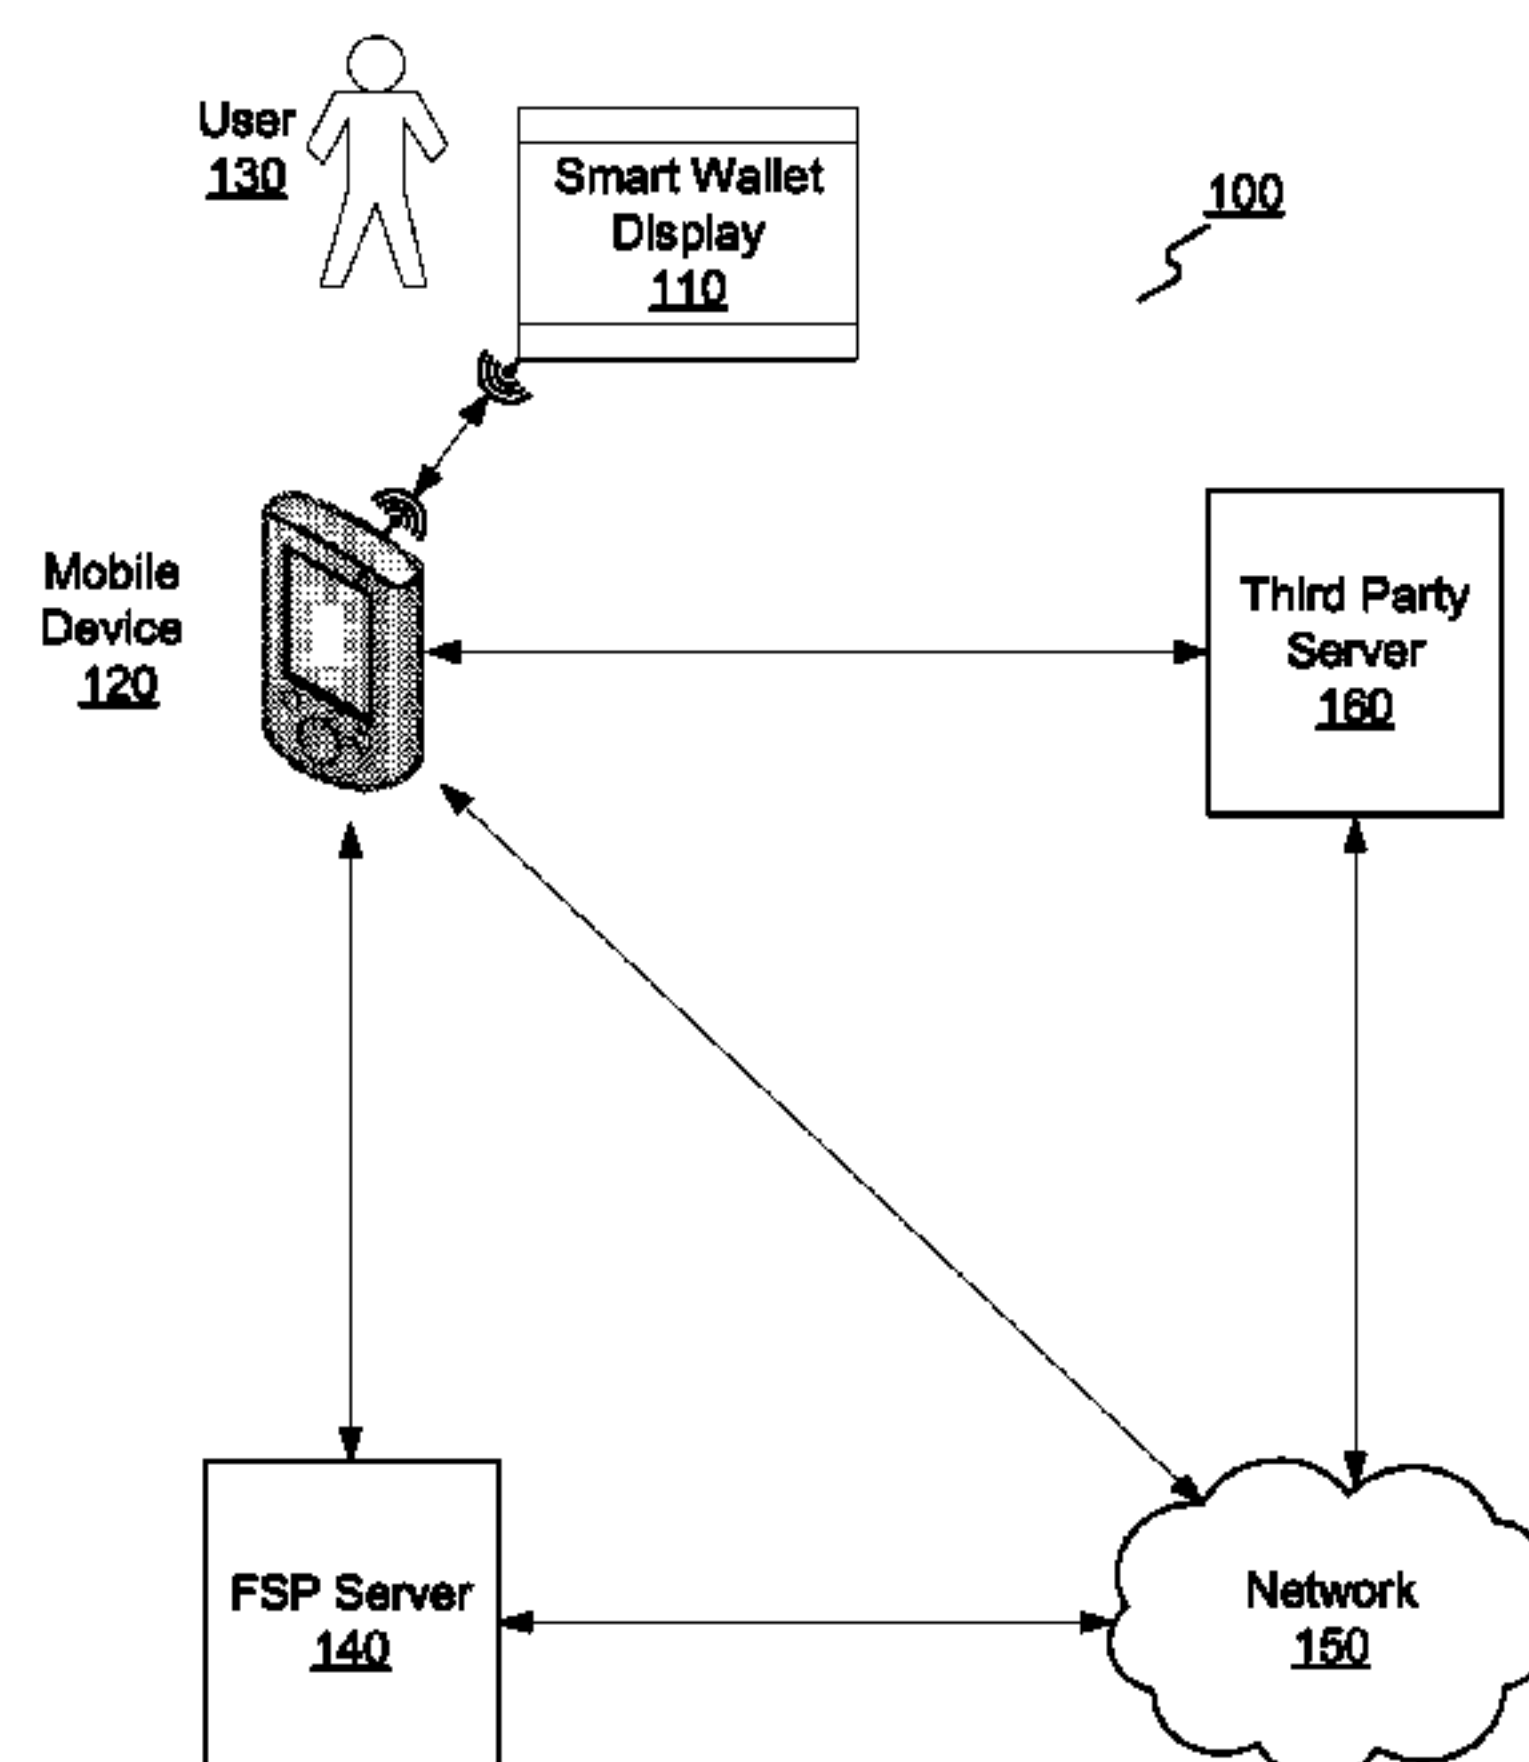 User
130
Smart Wallet
Display
110
100
Mobile
Device
120
Third Party
Server
160
FSP Server
140
Network
150